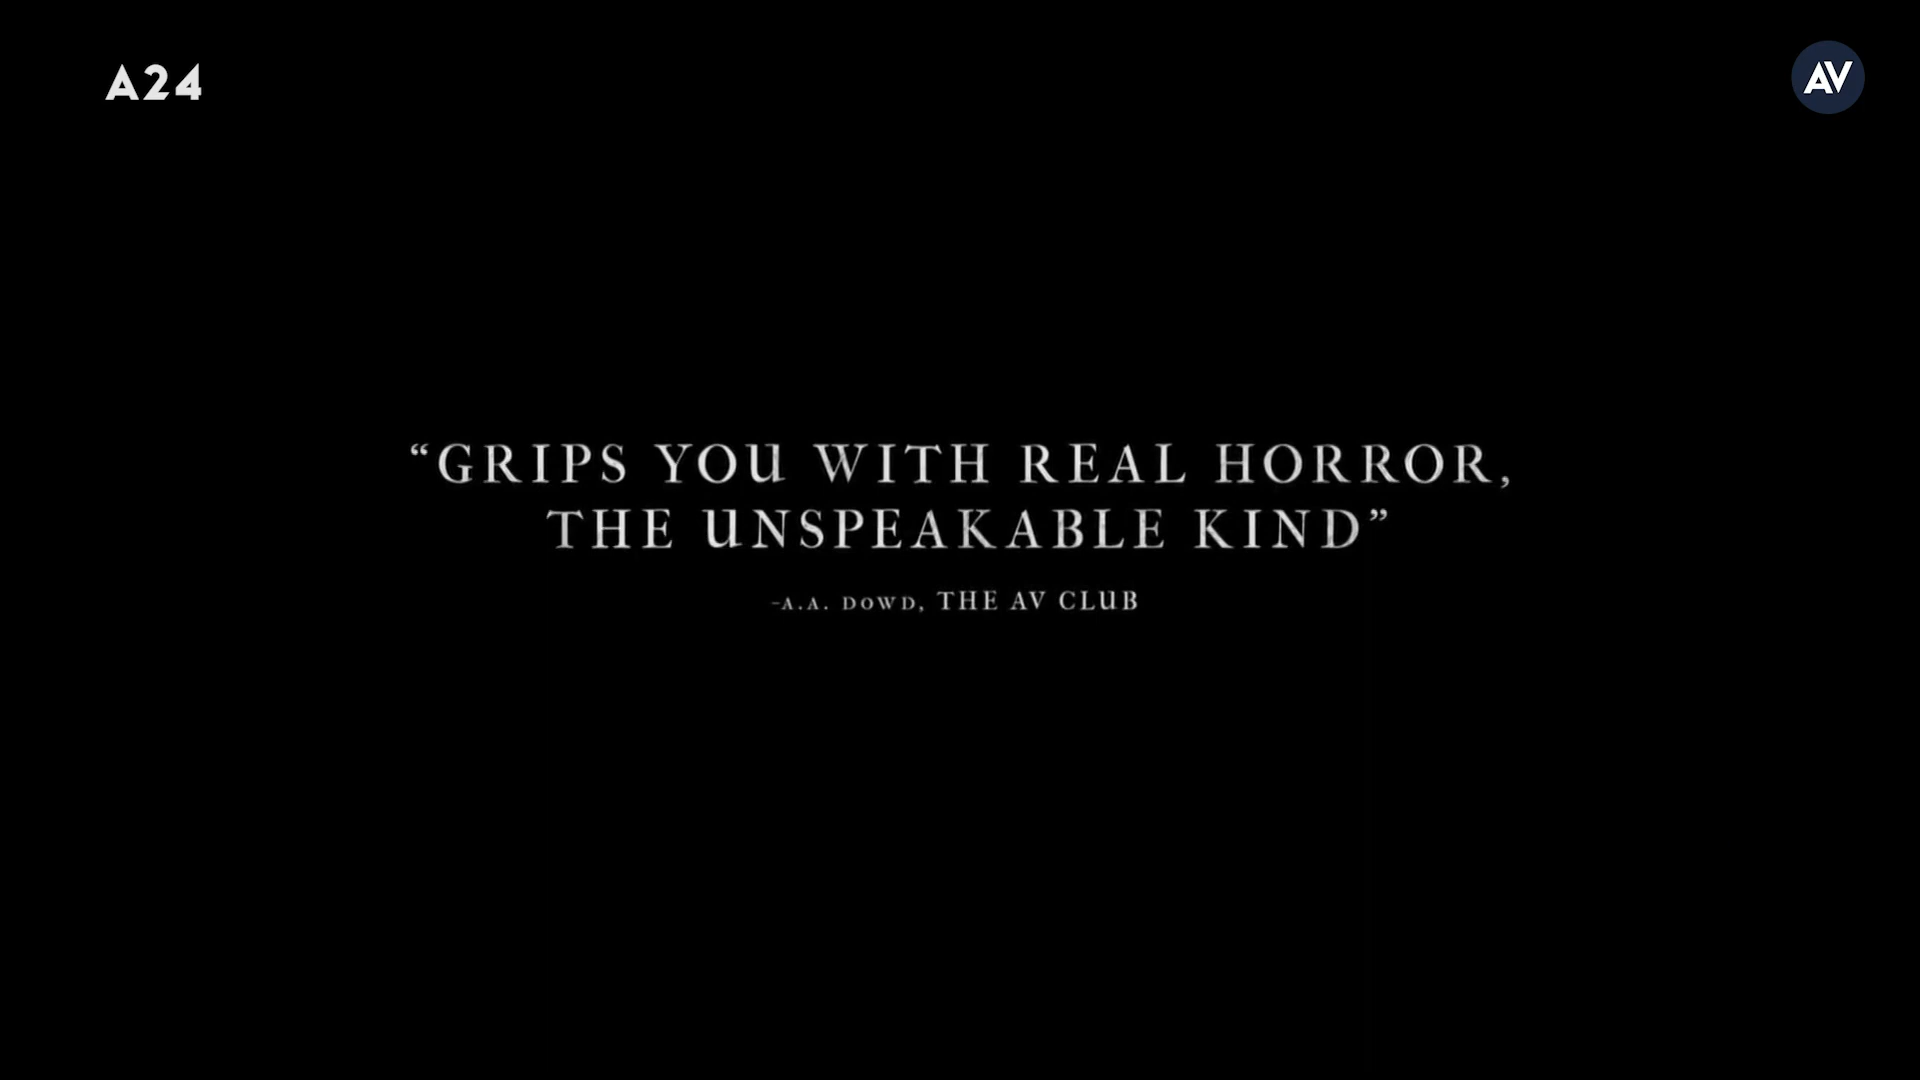 A24
AV
“GRIPS YOU WITH REAL HORROR,
THE UNSPEAKABLE KIND”
-A.A. DOWD, THE AV CLUB